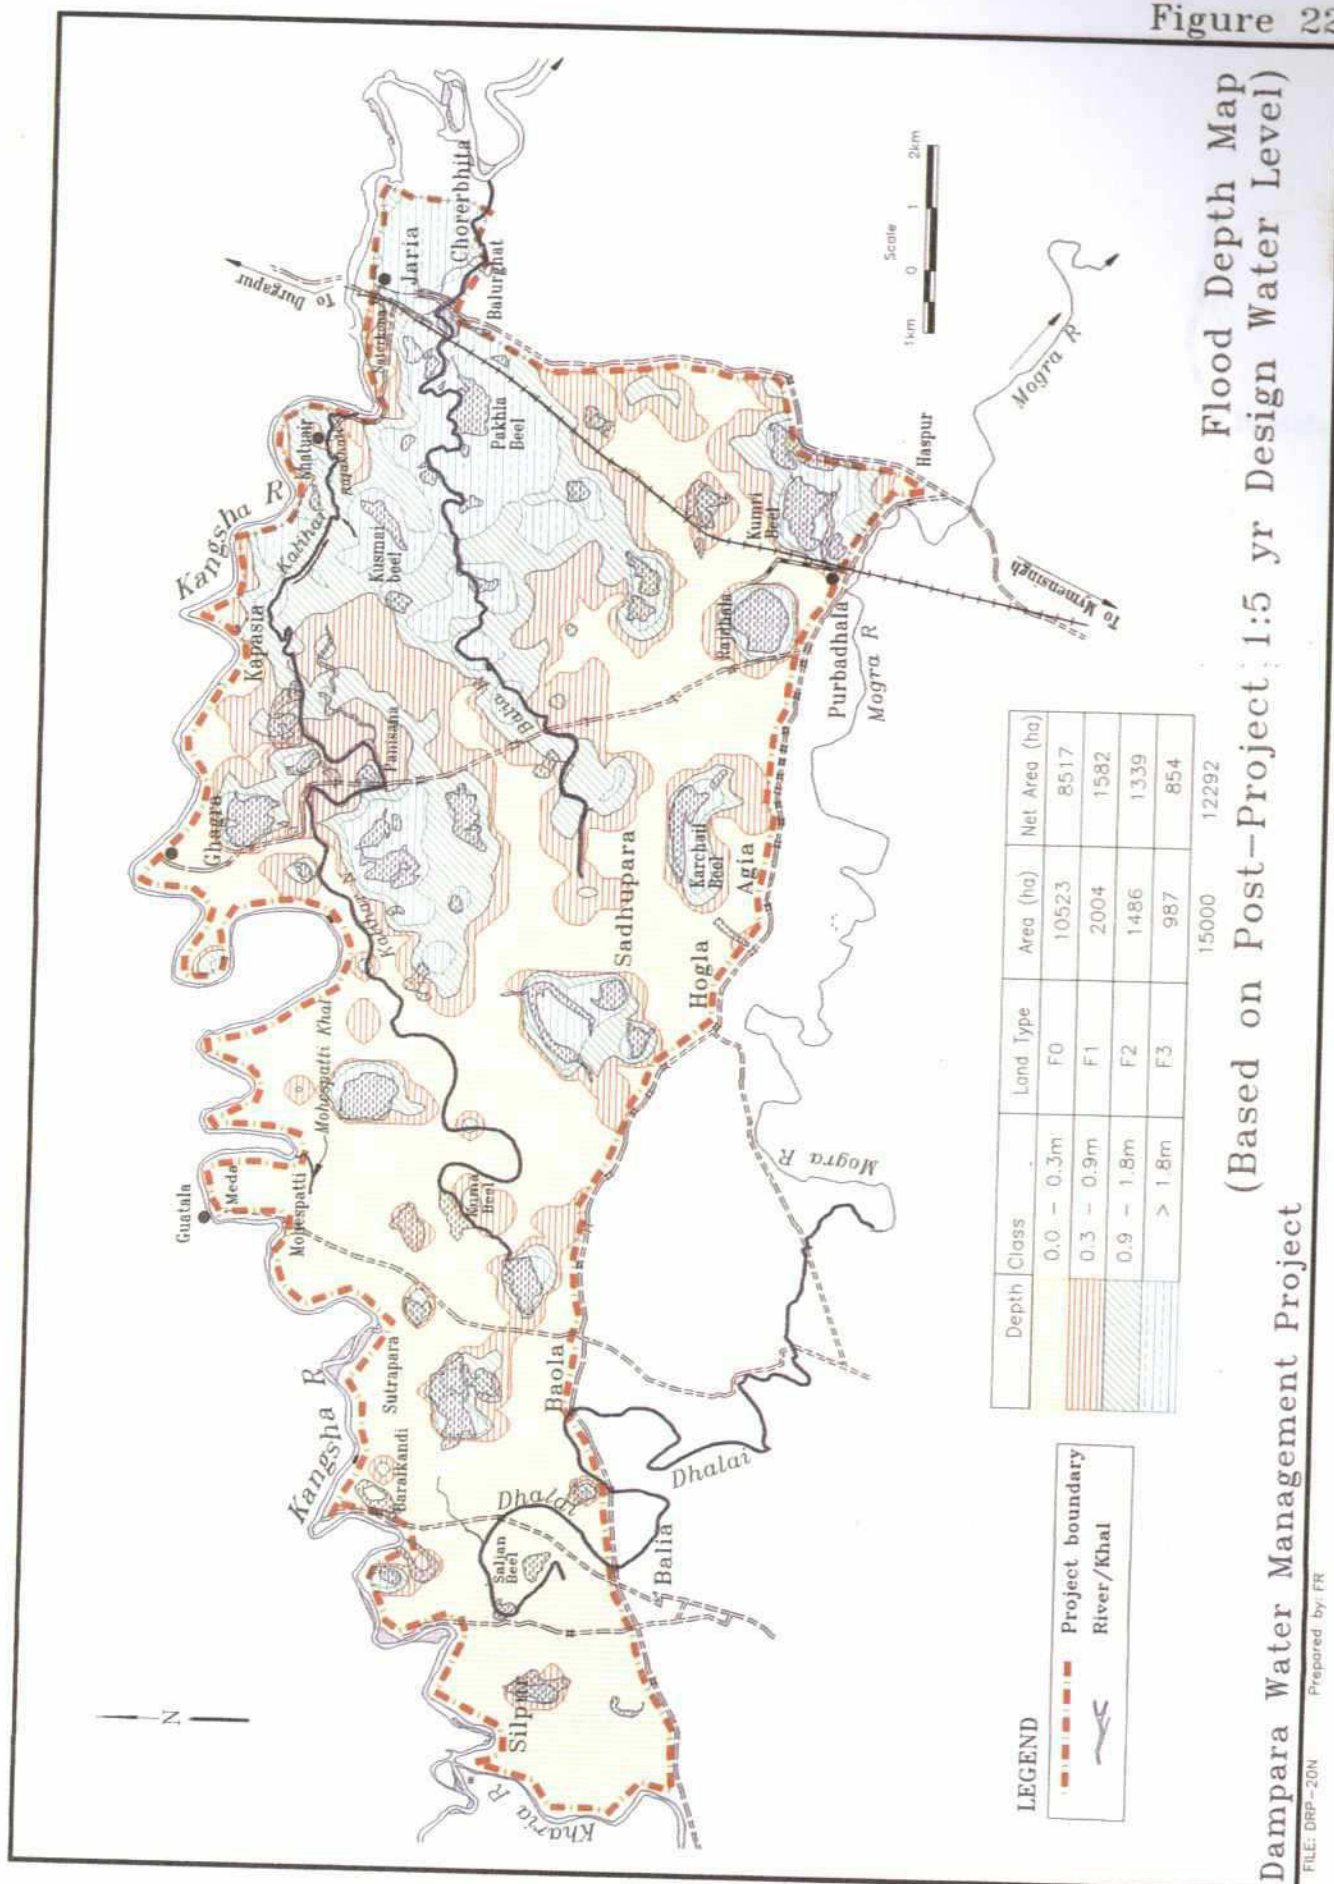 Figure 22
Flood Depth Map
(Based on Post-Project 1:5 yr Design Water Level)
Dampara Water Management Project
FILE: DRP-20N Prepared by: FR
N
Scale
1km 0 1 2km
To Durgapur
To Mymensingh
Kangsha R
Kangsha R
Kharia R
Mogra R
Mogra R
Mogra R
Dhalai
Dhalai
Balia
Silpur
Saljan Beel
Baraikandi
Sutrapara
Baola
Guatala
Meda
Mohespatti
Mohespatti Khal
Kuma Beel
Hogla
Sadhupara
Agia
Karchail Beel
Ghagra
Panisana
Kapasia
Balia
Kusmai beel
Pakhla Beel
Rajdhala
Purbadhala
Kumri Beel
Haspur
Jaria
Chorerbhita
Balurghat
LEGEND
Project boundary
River/Khal
Depth Class Land Type Area (ha) Net Area (ha)
0.0 - 0.3m F0 10523 8517
0.3 - 0.9m F1 2004 1582
0.9 - 1.8m F2 1486 1339
> 1.8m F3 987 854
15000 12292